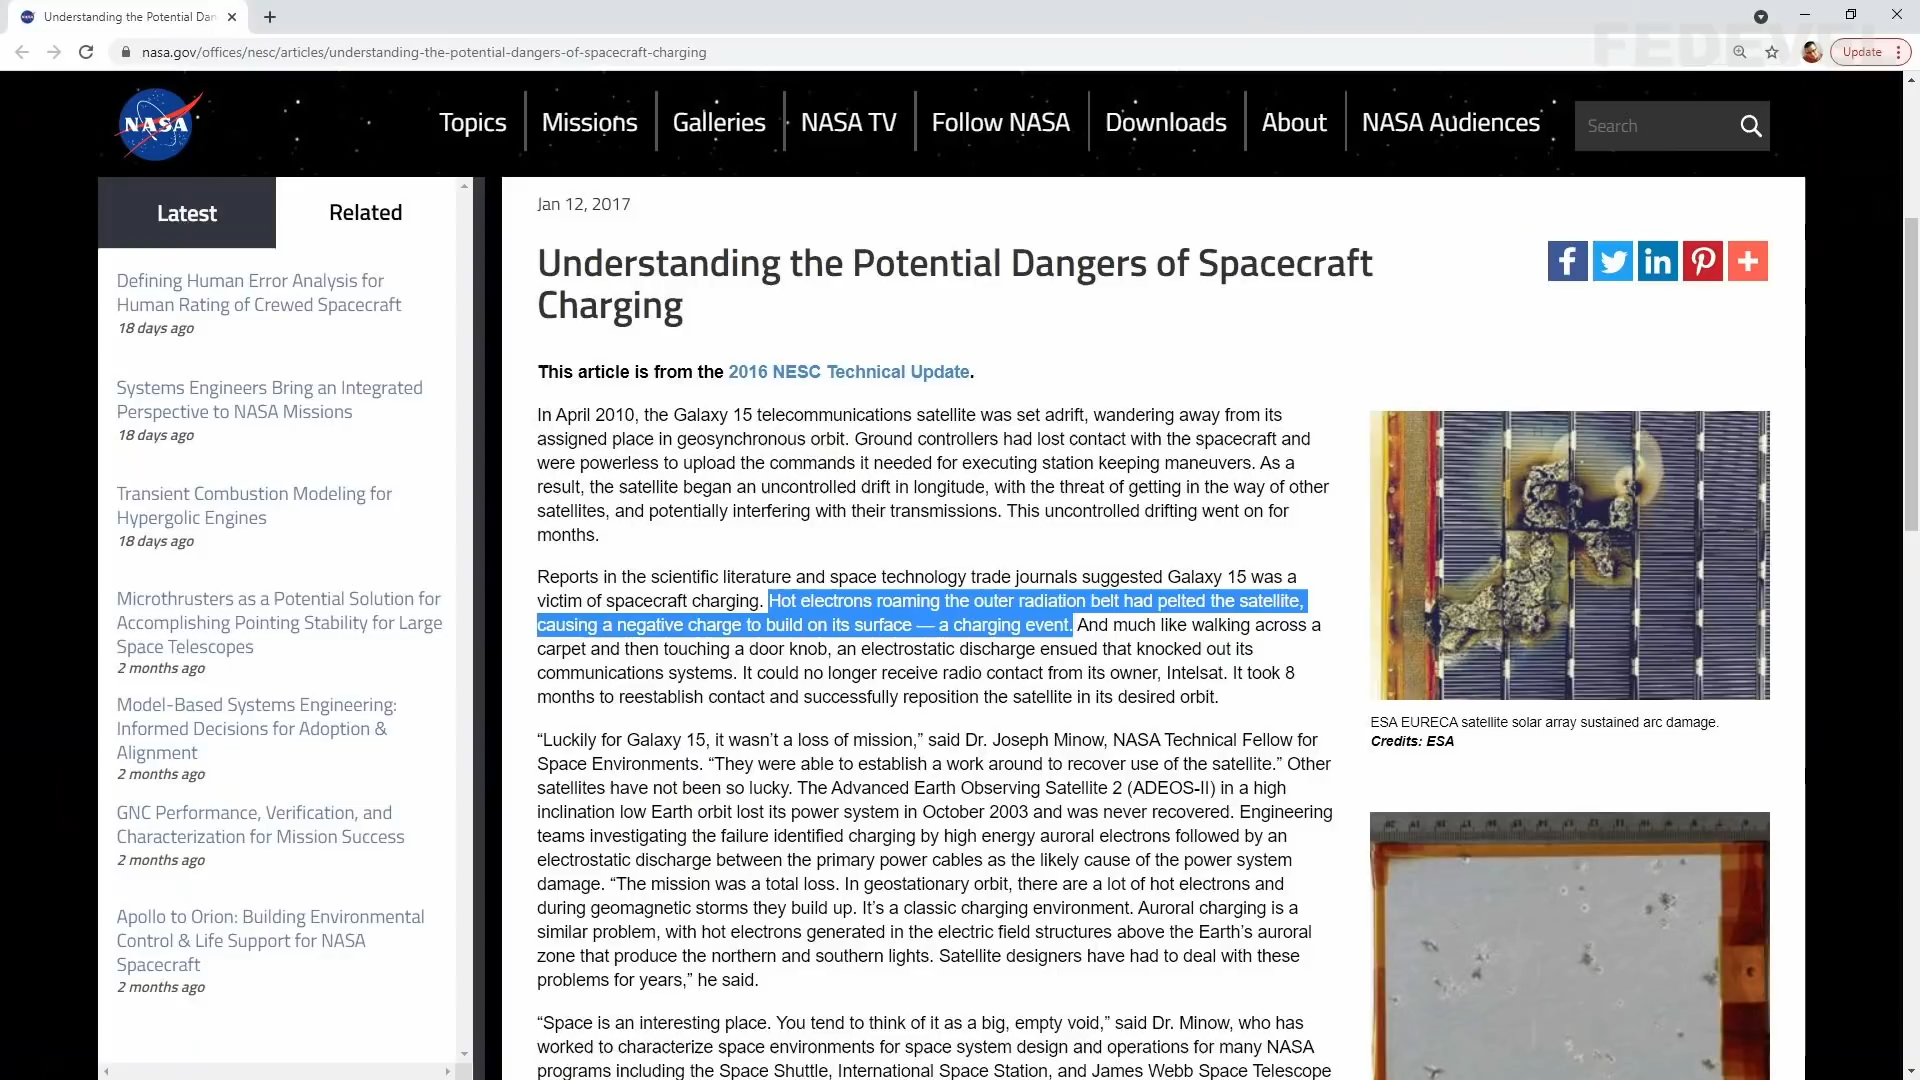 Understanding the Potential Dan
nasa.gov/offices/nesc/articles/understanding-the-potential-dangers-of-spacecraft-charging
Update
NASA
Topics
Missions
Galleries
NASA TV
Follow NASA
Downloads
About
NASA Audiences
Search
Latest
Related
Defining Human Error Analysis for
Human Rating of Crewed Spacecraft
18 days ago
Systems Engineers Bring an Integrated
Perspective to NASA Missions
18 days ago
Transient Combustion Modeling for
Hypergolic Engines
18 days ago
Microthrusters as a Potential Solution for
Accomplishing Pointing Stability for Large
Space Telescopes
2 months ago
Model-Based Systems Engineering:
Informed Decisions for Adoption &
Alignment
2 months ago
GNC Performance, Verification, and
Characterization for Mission Success
2 months ago
Apollo to Orion: Building Environmental
Control & Life Support for NASA
Spacecraft
2 months ago
Jan 12, 2017
Understanding the Potential Dangers of Spacecraft
Charging
This article is from the 2016 NESC Technical Update.
In April 2010, the Galaxy 15 telecommunications satellite was set adrift, wandering away from its
assigned place in geosynchronous orbit. Ground controllers had lost contact with the spacecraft and
were powerless to upload the commands it needed for executing station keeping maneuvers. As a
result, the satellite began an uncontrolled drift in longitude, with the threat of getting in the way of other
satellites, and potentially interfering with their transmissions. This uncontrolled drifting went on for
months.
Reports in the scientific literature and space technology trade journals suggested Galaxy 15 was a
victim of spacecraft charging. Hot electrons roaming the outer radiation belt had pelted the satellite,
causing a negative charge to build on its surface — a charging event. And much like walking across a
carpet and then touching a door knob, an electrostatic discharge ensued that knocked out its
communications systems. It could no longer receive radio contact from its owner, Intelsat. It took 8
months to reestablish contact and successfully reposition the satellite in its desired orbit.
“Luckily for Galaxy 15, it wasn’t a loss of mission,” said Dr. Joseph Minow, NASA Technical Fellow for
Space Environments. “They were able to establish a work around to recover use of the satellite.” Other
satellites have not been so lucky. The Advanced Earth Observing Satellite 2 (ADEOS-II) in a high
inclination low Earth orbit lost its power system in October 2003 and was never recovered. Engineering
teams investigating the failure identified charging by high energy auroral electrons followed by an
electrostatic discharge between the primary power cables as the likely cause of the power system
damage. “The mission was a total loss. In geostationary orbit, there are a lot of hot electrons and
during geomagnetic storms they build up. It’s a classic charging environment. Auroral charging is a
similar problem, with hot electrons generated in the electric field structures above the Earth’s auroral
zone that produce the northern and southern lights. Satellite designers have had to deal with these
problems for years,” he said.
“Space is an interesting place. You tend to think of it as a big, empty void,” said Dr. Minow, who has
worked to characterize space environments for space system design and operations for many NASA
programs including the Space Shuttle, International Space Station, and James Webb Space Telescope
ESA EURECA satellite solar array sustained arc damage.
Credits: ESA